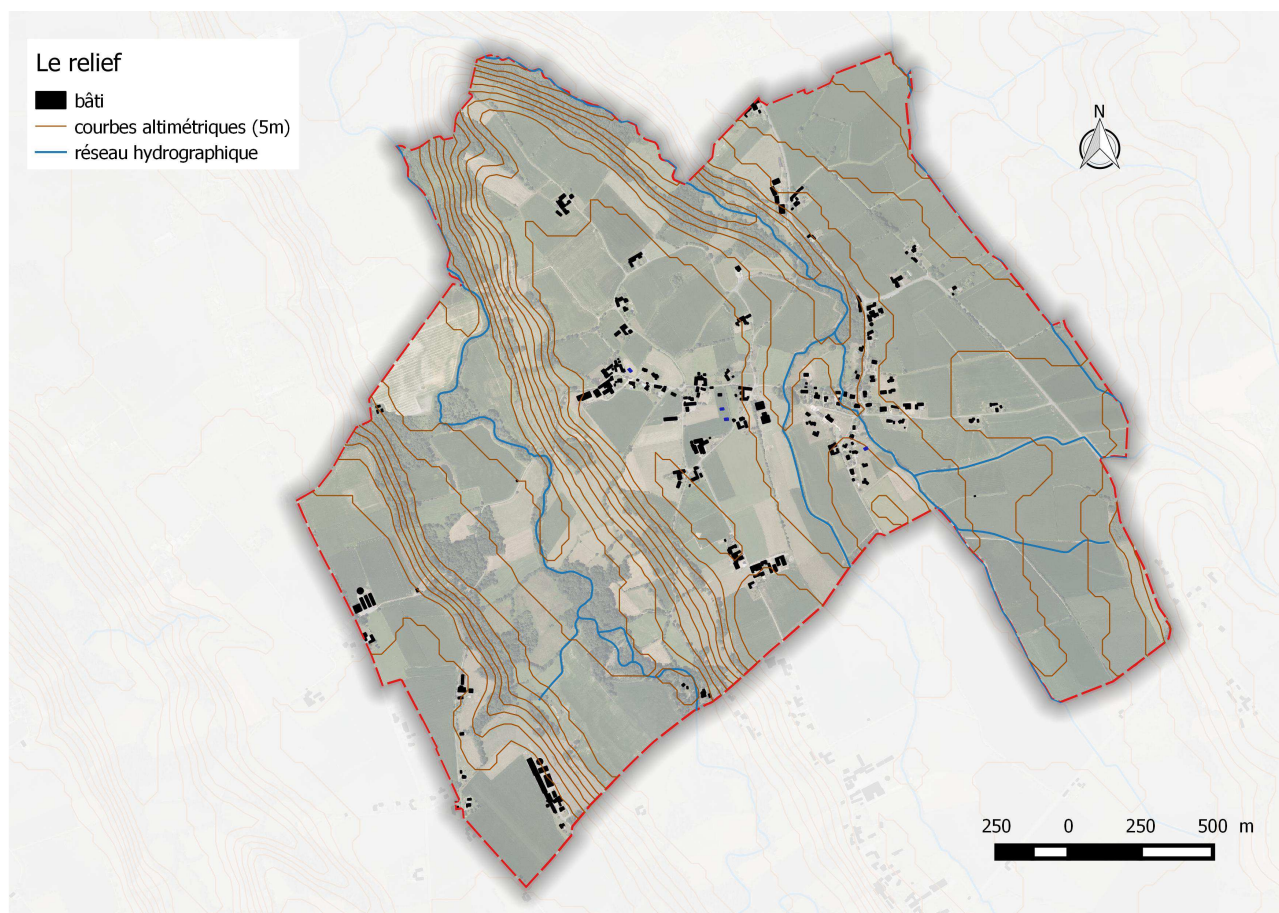 Le relief
bâti
courbes altimétriques (5m)
réseau hydrographique
N
250 0 250 500 m